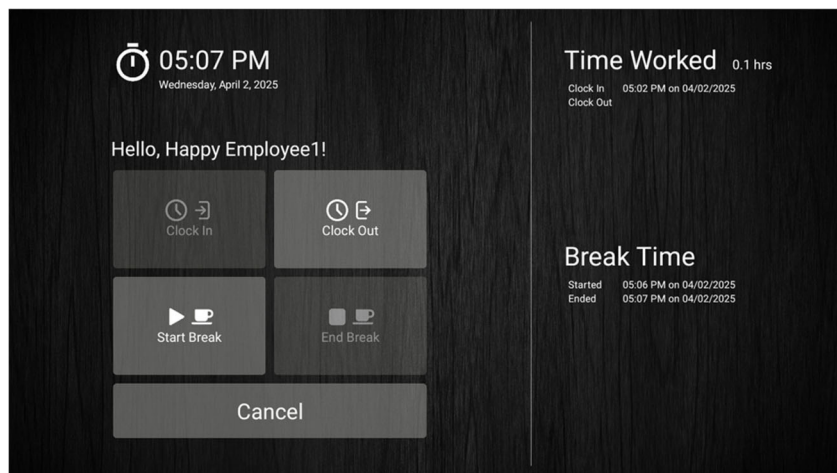 05:07 PM
Wednesday, April 2, 2025
Hello, Happy Employee1!
Clock In
Clock Out
Start Break
End Break
Cancel
Time Worked 0.1 hrs
Clock In 05:02 PM on 04/02/2025
Clock Out
Break Time
Started 05:06 PM on 04/02/2025
Ended 05:07 PM on 04/02/2025